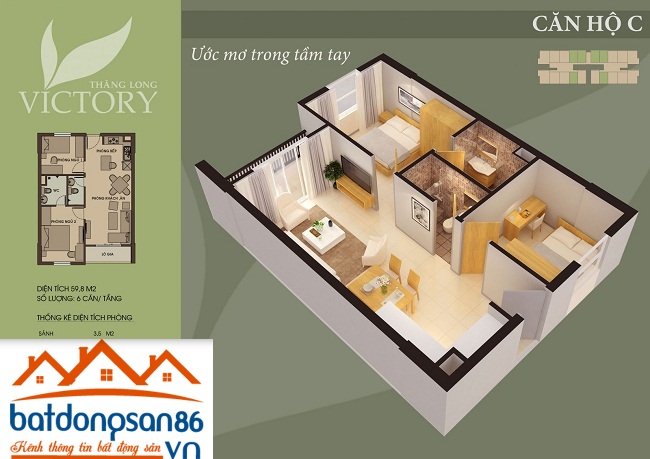 THĂNG LONG
VICTORY
CĂN HỘ C
Ước mơ trong tầm tay
PHÒNG NGỦ 1
PHÒNG BẾP
WC
PHÒNG KHÁCH ĂN
PHÒNG NGỦ 2
LÔ GIA
DIỆN TÍCH 59,8 M2
SỐ LƯỢNG: 6 CĂN/ TẦNG
THỐNG KÊ DIỆN TÍCH PHÒNG
SẢNH 3,5 M2
batdongsan86
Kênh thông tin bất động sản
.VN